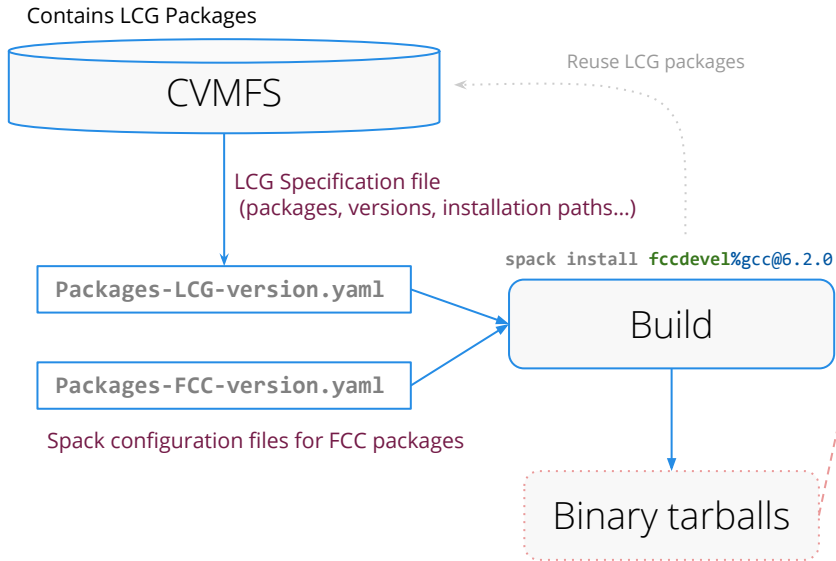 Contains LCG Packages
CVMFS
Reuse LCG packages
LCG Specification file
(packages, versions, installation paths...)
spack install fccdevel%gcc@6.2.0
Packages-LCG-version.yaml
Build
Packages-FCC-version.yaml
Spack configuration files for FCC packages
Binary tarballs